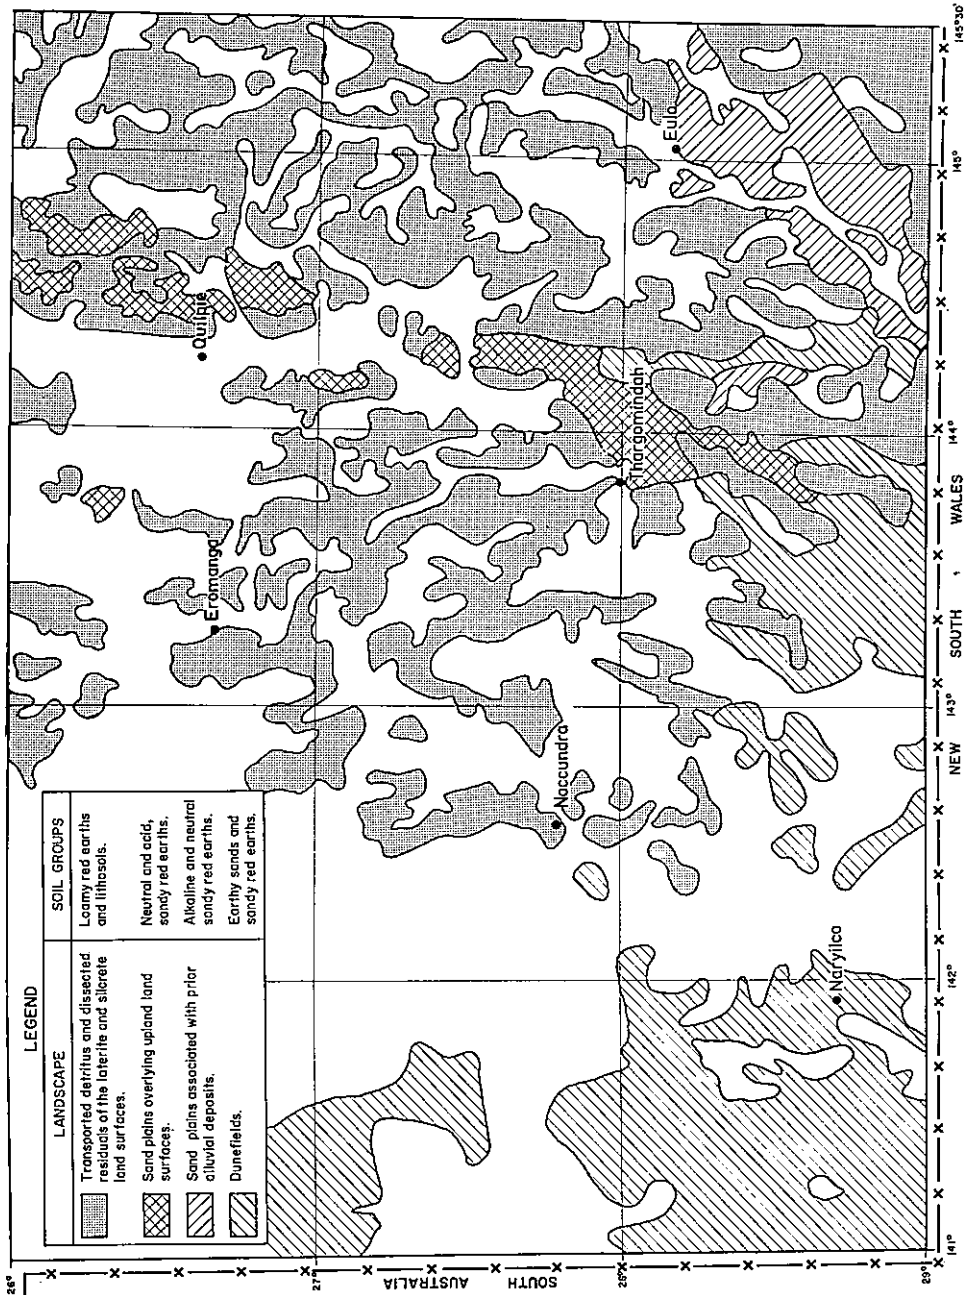 LEGEND
LANDSCAPE
SOIL GROUPS
Transported detritus and dissected
residuals of the laterite and silcrete
land surfaces.
Loamy red earths
and lithosols.
Sand plains overlying upland land
surfaces.
Neutral and acid,
sandy red earths.
Sand plains associated with prior
alluvial deposits.
Alkaline and neutral
sandy red earths.
Dunefields.
Earthy sands and
sandy red earths.
26°
27°
28°
29°
SOUTH
AUSTRALIA
Quilpie
Eromanga
Noccundra
Thargomindah
Eulo
Naryilco
141°
142°
143°
144°
145°
145°30'
NEW SOUTH , WALES